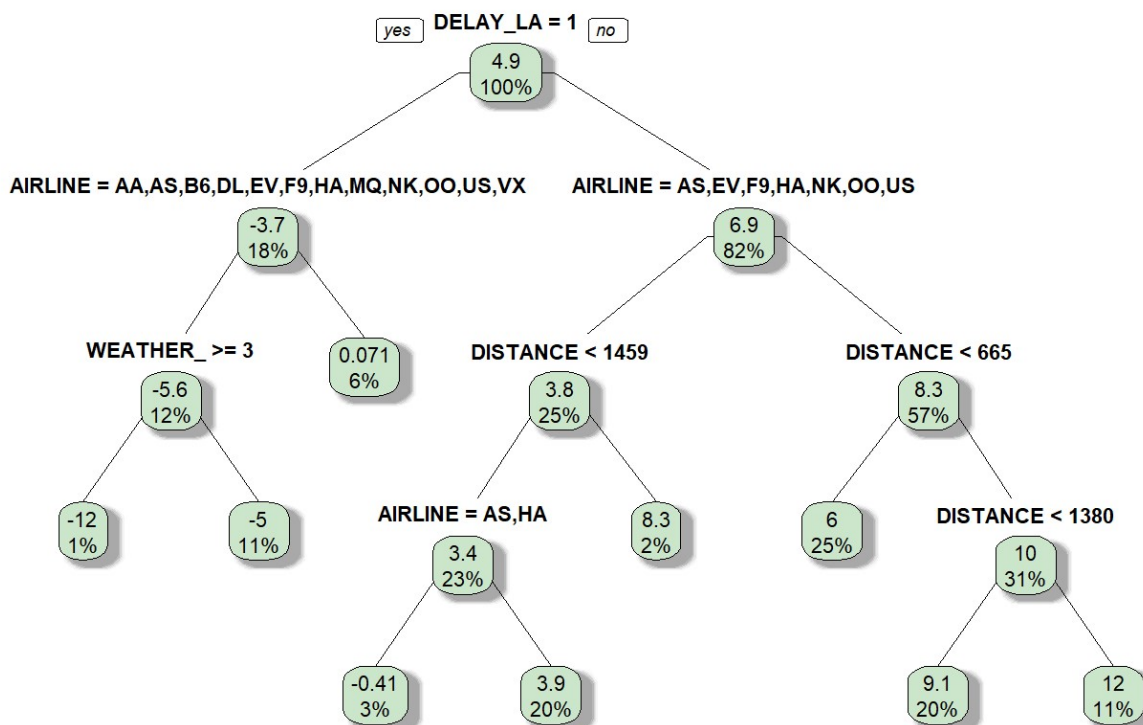 yes DELAY_LA = 1 no
4.9
100%
AIRLINE = AA,AS,B6,DL,EV,F9,HA,MQ,NK,OO,US,VX AIRLINE = AS,EV,F9,HA,NK,OO,US
-3.7 6.9
18% 82%
WEATHER_ >= 3 DISTANCE < 1459 DISTANCE < 665
0.071
6%
-5.6 3.8 8.3
12% 25% 57%
AIRLINE = AS,HA DISTANCE < 1380
-12 -5 8.3 6
1% 11% 2% 25%
3.4 10
23% 31%
-0.41 3.9 9.1 12
3% 20% 20% 11%